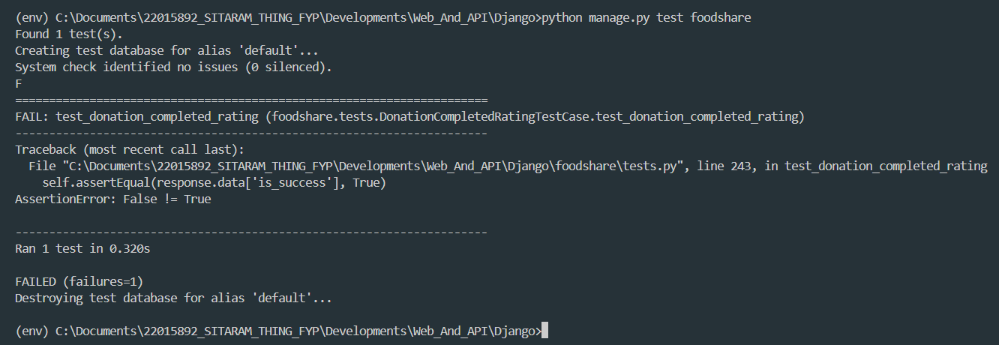 (env) C:\Documents\22015892_SITARAM_THING_FYP\Developments\Web_And_API\Django>python manage.py test foodshare
Found 1 test(s).
Creating test database for alias 'default'...
System check identified no issues (0 silenced).
F
======================================================================
FAIL: test_donation_completed_rating (foodshare.tests.DonationCompletedRatingTestCase.test_donation_completed_rating)
----------------------------------------------------------------------
Traceback (most recent call last):
  File "C:\Documents\22015892_SITARAM_THING_FYP\Developments\Web_And_API\Django\foodshare\tests.py", line 243, in test_donation_completed_rating
    self.assertEqual(response.data['is_success'], True)
AssertionError: False != True
----------------------------------------------------------------------
Ran 1 test in 0.320s
FAILED (failures=1)
Destroying test database for alias 'default'...
(env) C:\Documents\22015892_SITARAM_THING_FYP\Developments\Web_And_API\Django>